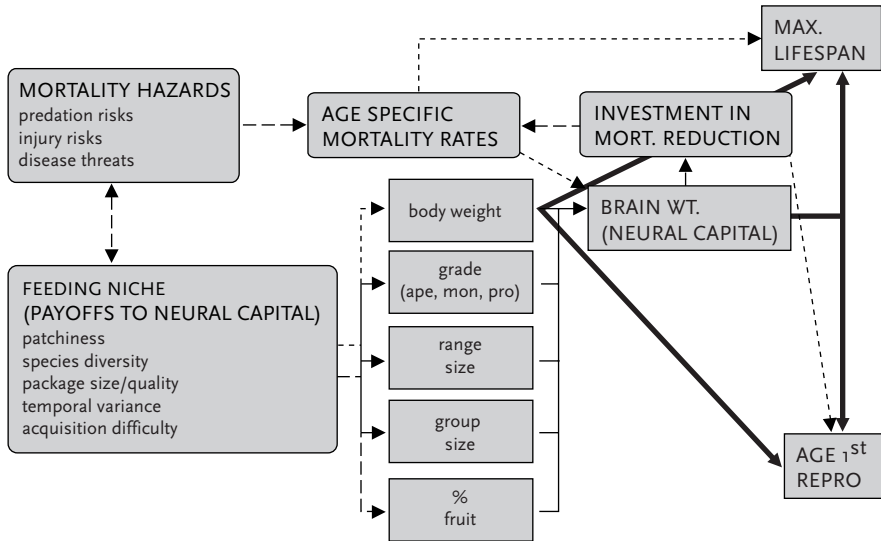 MAX.
LIFESPAN
MORTALITY HAZARDS
predation risks
injury risks
disease threats
AGE SPECIFIC
MORTALITY RATES
INVESTMENT IN
MORT. REDUCTION
body weight
BRAIN WT.
(NEURAL CAPITAL)
FEEDING NICHE
(PAYOFFS TO NEURAL CAPITAL)
patchiness
species diversity
package size/quality
temporal variance
acquisition difficulty
grade
(ape, mon, pro)
range
size
group
size
%
fruit
AGE 1st
REPRO